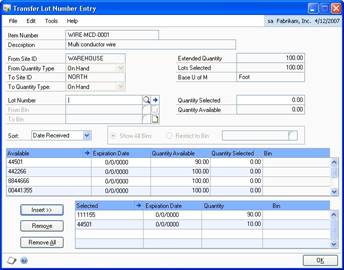 Transfer Lot Number Entry
File Edit Tools Help sa Fabrikam, Inc. 4/12/2007
Item Number WIRE-MCD-0001
Description Multi conductor wire
From Site ID WAREHOUSE Extended Quantity 100.00
From Quantity Type On Hand Lots Selected 100.00
To Site ID NORTH Base U of M Foot
To Quantity Type: On Hand
Lot Number Quantity Selected 0.00
From Bin Quantity Available 0.00
To Bin
Sort: Date Received Show All Bins Restrict to Bin
Available Expiration Date Quantity Available Quantity Selected Bin
44501 0/0/0000 90.00 0.00
442266 0/0/0000 100.00 0.00
8844666 0/0/0000 100.00 0.00
00441355 0/0/0000 100.00 0.00
Insert >> Selected Expiration Date Quantity Bin
111155 0/0/0000 90.00
Remove 44501 0/0/0000 10.00
Remove All
OK